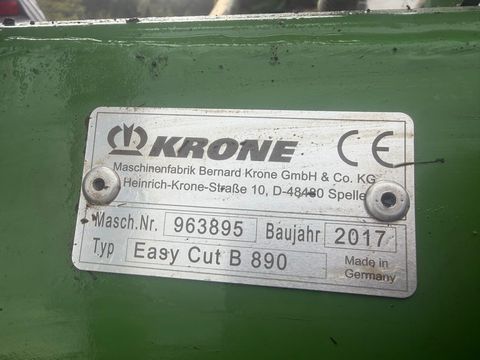 KRONE CE
Maschinenfabrik Bernard Krone GmbH & Co. KG
Heinrich-Krone-Straße 10, D-48480 Spelle
Masch.Nr. 963895 Baujahr 2017
Typ Easy Cut B 890 Made in Germany